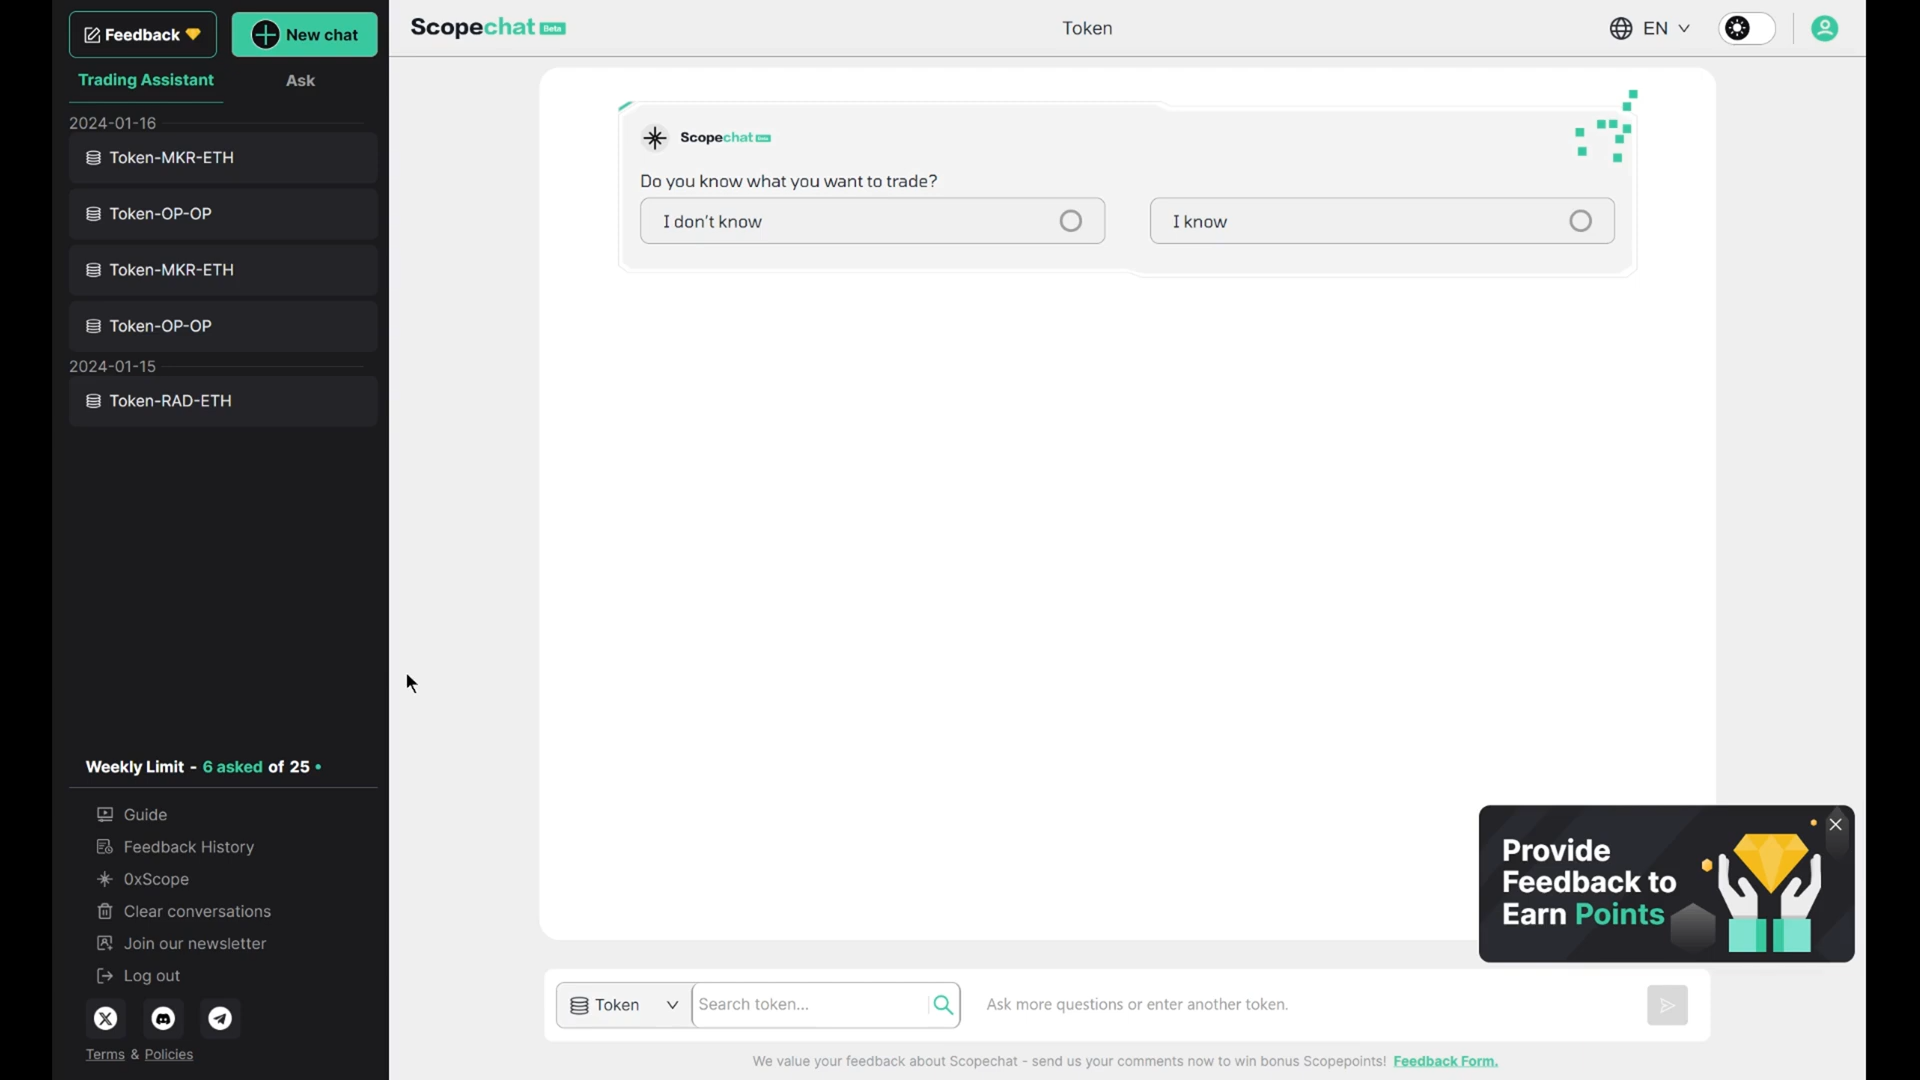 Feedback
New chat
Trading Assistant
Ask
2024-01-16
Token-MKR-ETH
Token-OP-OP
Token-MKR-ETH
Token-OP-OP
2024-01-15
Token-RAD-ETH
Weekly Limit - 6 asked of 25
Guide
Feedback History
0xScope
Clear conversations
Join our newsletter
Log out
Terms & Policies
Scopechat Beta
Token
EN
Scopechat Beta
Do you know what you want to trade?
I don't know
I know
Provide
Feedback to
Earn Points
Token
Search token...
Ask more questions or enter another token.
We value your feedback about Scopechat - send us your comments now to win bonus Scopepoints! Feedback Form.